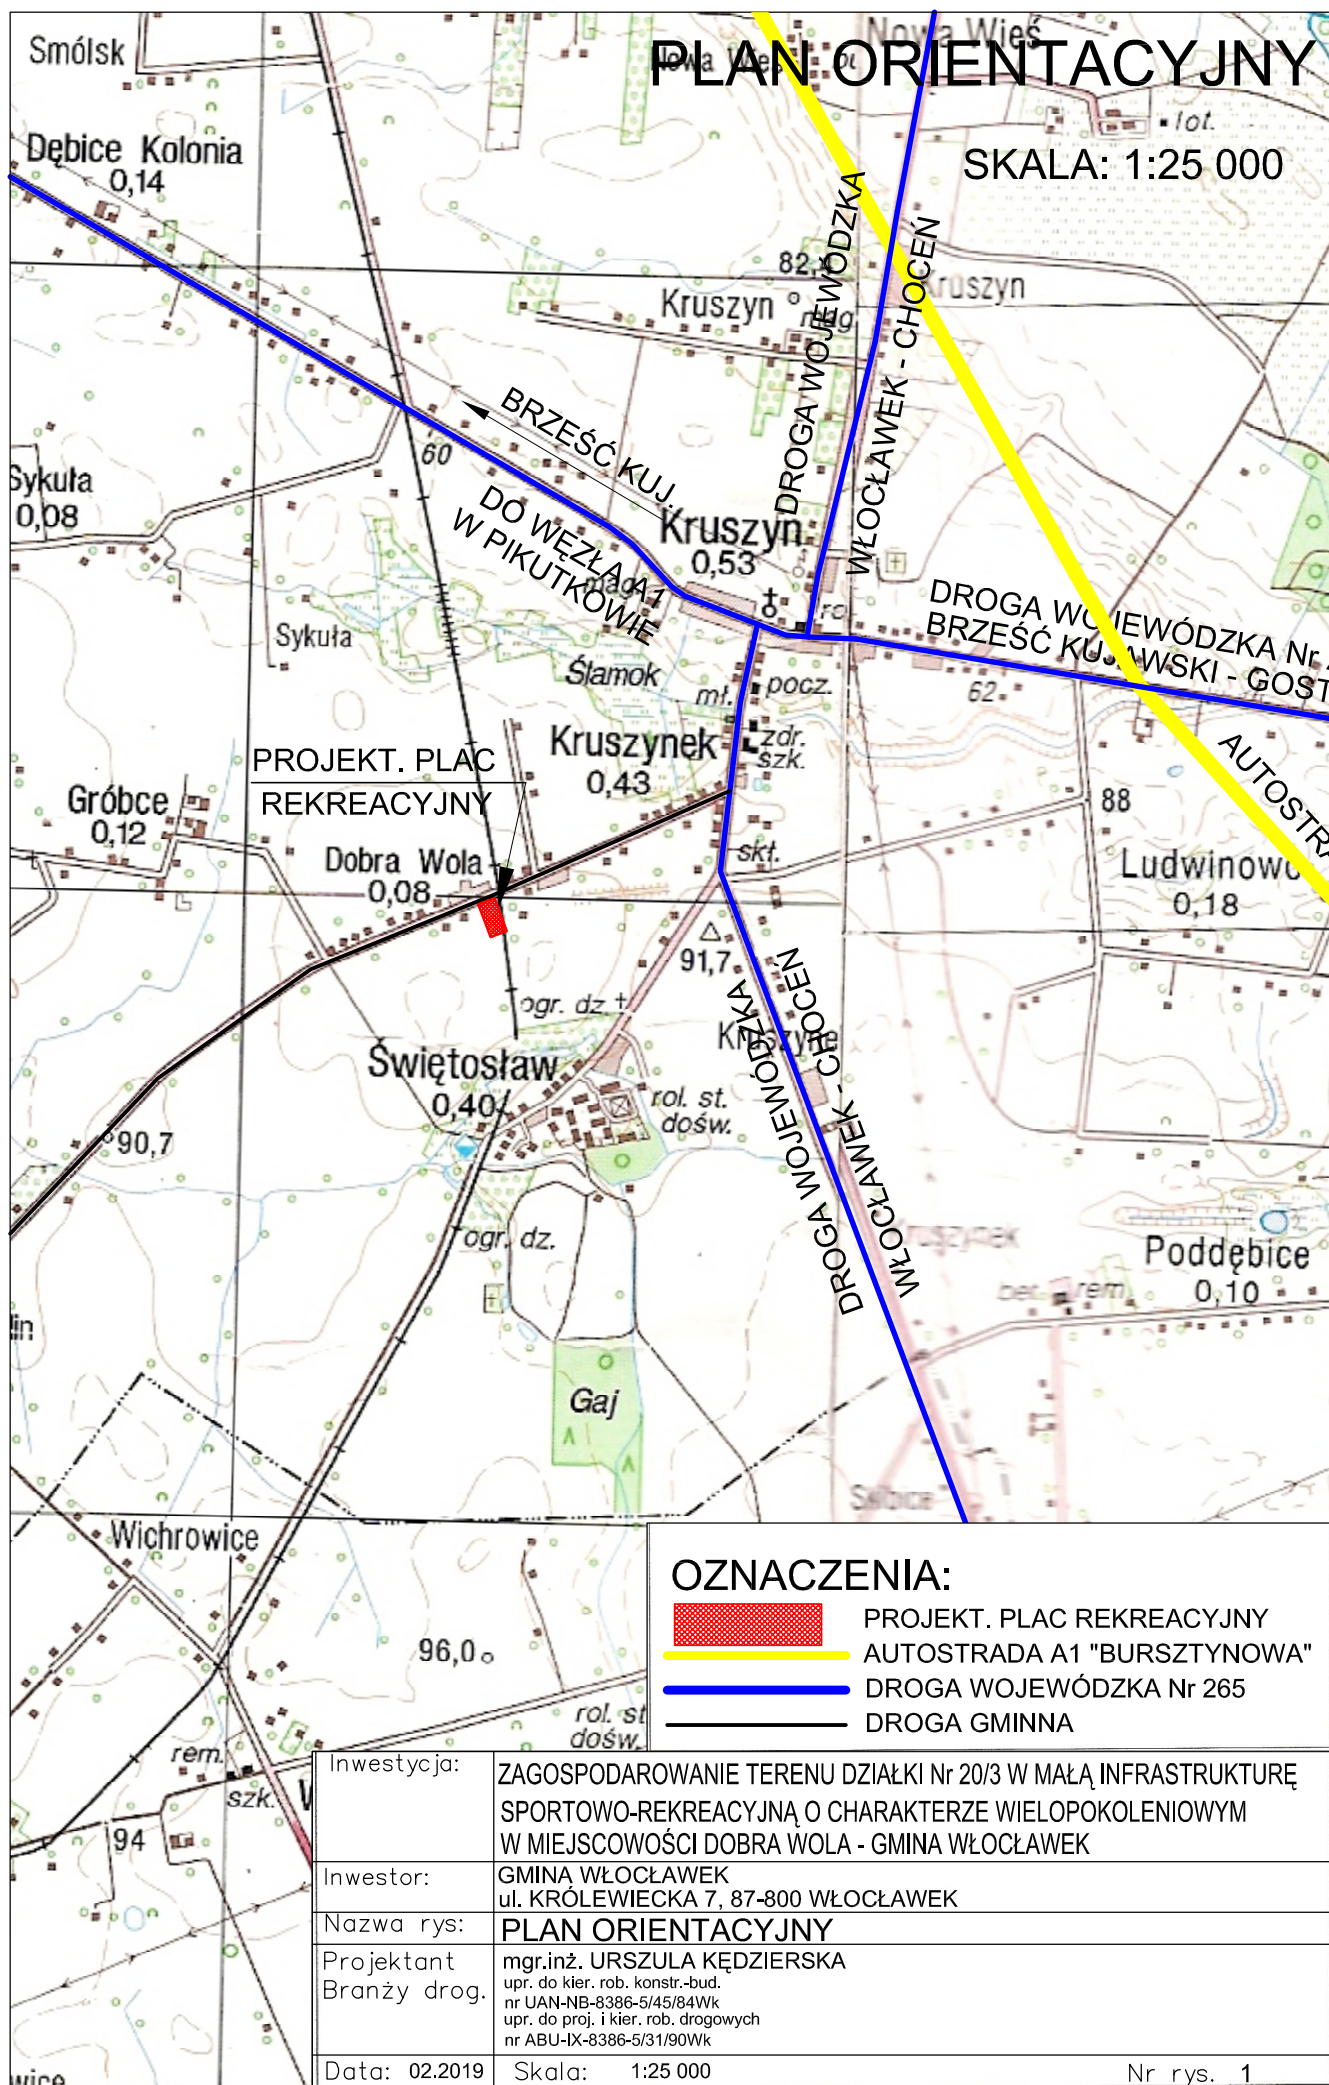 PLAN ORIENTACYJNY
SKALA: 1:25 000
Smólsk
Nowa Wieś
lot.
Dębice Kolonia
0,14
DROGA WOJEWÓDZKA
WŁOCŁAWEK - CHOCEŃ
Kruszyn
Kruszyn
mag
BRZEŚĆ KUJ.
60
DO WĘZŁA A1
W PIKUTKOWIE
Sykuła
0,08
Kruszyn
0,53
mag.
DROGA WOJEWÓDZKA Nr
BRZEŚĆ KUJAWSKI - GOST
Sykuła
Ślamok
mł.
pocz.
62
Kruszynek
0,43
zdr.
szk.
PROJEKT. PLAC
REKREACYJNY
AUTOSTRA
Gróbce
0,12
88
Dobra Wola
0,08
skł.
Ludwinowo
0,18
91,7
ogr. dz.
Kruszyne
DROGA WOJEWÓDZKA
WŁOCŁAWEK - CHOCEŃ
Świętosław
0,40
rol. st.
dośw.
90,7
ogr. dz.
Kruszynek
Poddębice
0,10
rem.
lin
Gaj
Wichrowice
96,0
rol. st
dośw.
rem.
szk.
94
W
wice
OZNACZENIA:
PROJEKT. PLAC REKREACYJNY
AUTOSTRADA A1 "BURSZTYNOWA"
DROGA WOJEWÓDZKA Nr 265
DROGA GMINNA
Inwestycja: ZAGOSPODAROWANIE TERENU DZIAŁKI Nr 20/3 W MAŁĄ INFRASTRUKTURĘ
SPORTOWO-REKREACYJNĄ O CHARAKTERZE WIELOPOKOLENIOWYM
W MIEJSCOWOŚCI DOBRA WOLA - GMINA WŁOCŁAWEK
Inwestor: GMINA WŁOCŁAWEK
ul. KRÓLEWIECKA 7, 87-800 WŁOCŁAWEK
Nazwa rys: PLAN ORIENTACYJNY
Projektant
Branży drog.
mgr.inż. URSZULA KĘDZIERSKA
upr. do kier. rob. konstr.-bud.
nr UAN-NB-8386-5/45/84Wk
upr. do proj. i kier. rob. drogowych
nr ABU-IX-8386-5/31/90Wk
Data: 02.2019 Skala: 1:25 000 Nr rys. 1